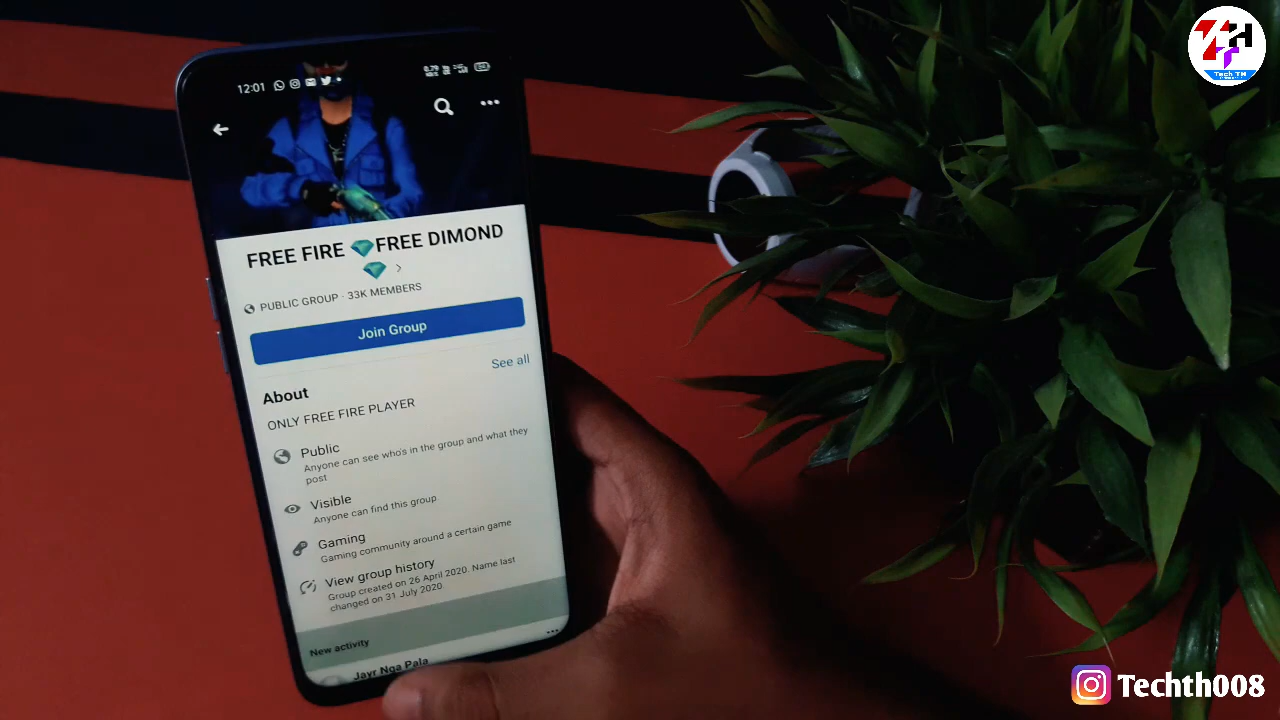 12:01
FREE FIRE 💎FREE DIMOND
💎 >
PUBLIC GROUP · 33K MEMBERS
Join Group
See all
About
ONLY FREE FIRE PLAYER
Public
Anyone can see who's in the group and what they
post
Visible
Anyone can find this group.
Gaming
Gaming community around a certain game
View group history
Group created on 26 April 2020. Name last
changed on 31 July 2020
New activity
Jayr Nga Pala
Tech TH
Techth008